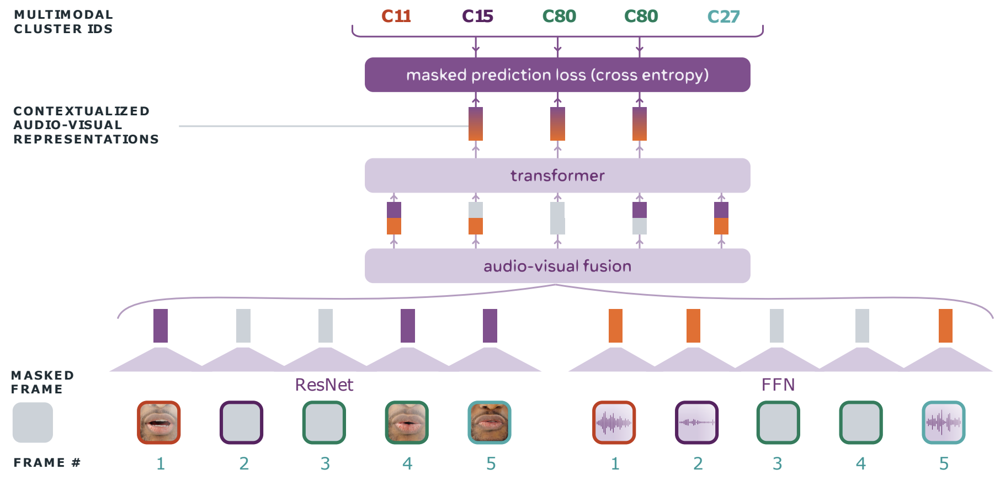 MULTIMODAL
CLUSTER IDS
C11 C15 C80 C80 C27
masked prediction loss (cross entropy)
CONTEXTUALIZED
AUDIO-VISUAL
REPRESENTATIONS
transformer
audio-visual fusion
MASKED
FRAME
ResNet FFN
FRAME # 1 2 3 4 5 1 2 3 4 5